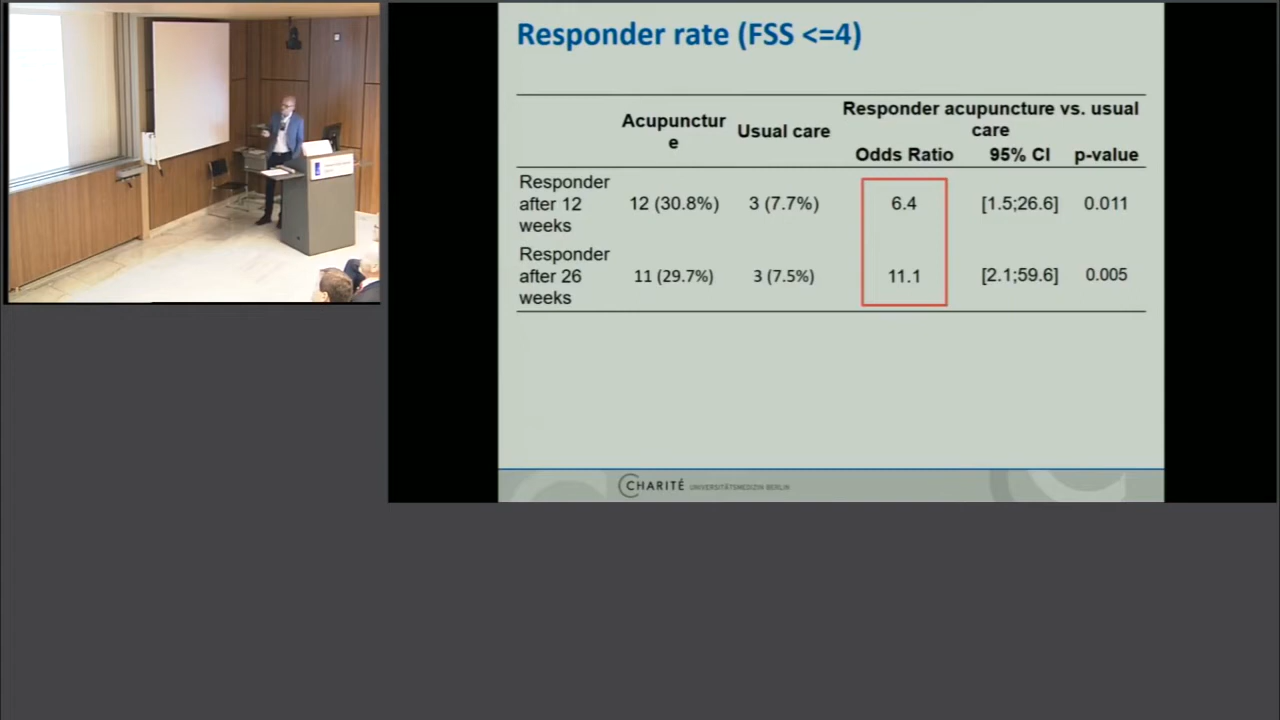 Responder rate (FSS <=4)
Acupunctur
e
Usual care
Responder acupuncture vs. usual
care
Odds Ratio
95% CI
p-value
Responder
after 12
weeks
12 (30.8%)
3 (7.7%)
6.4
[1.5;26.6]
0.011
Responder
after 26
weeks
11 (29.7%)
3 (7.5%)
11.1
[2.1;59.6]
0.005
CHARITÉ UNIVERSITÄTSMEDIZIN BERLIN